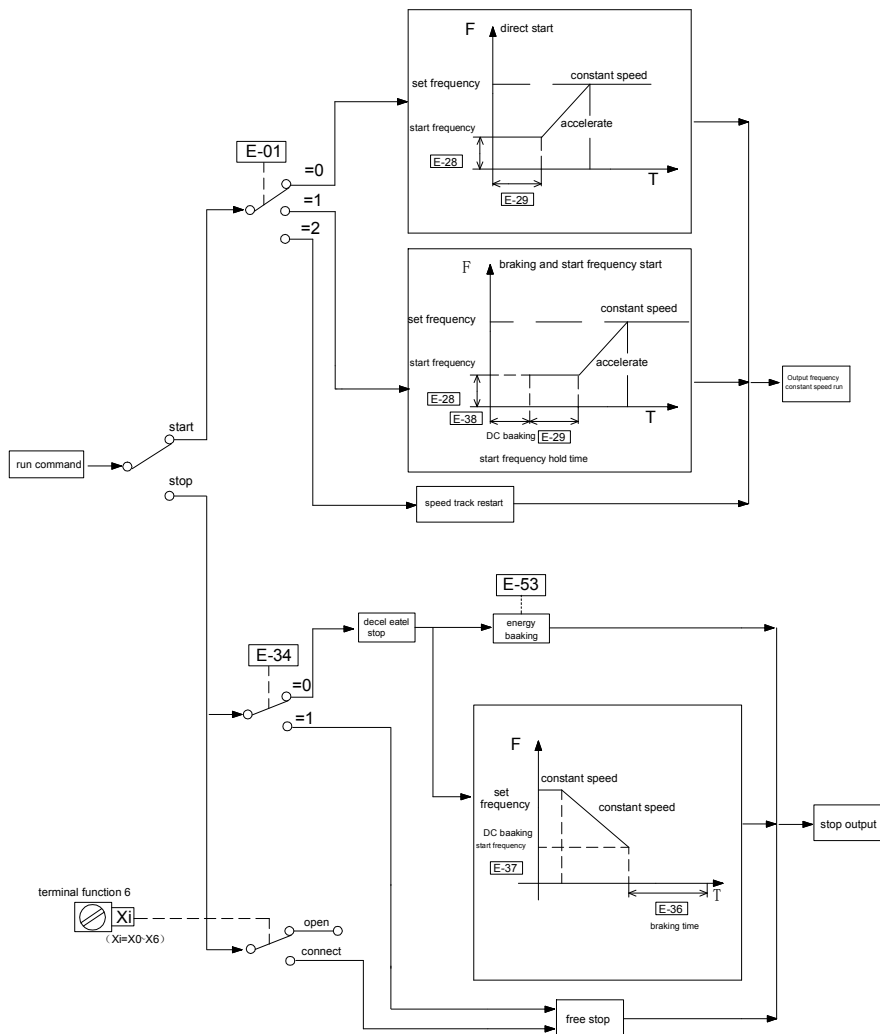 F
direct start
set frequency
constant speed
start frequency
accelerate
E-28
T
E-29
E-01
=0
=1
=2
F
braking and start frequency start
constant speed
set frequency
start frequency
accelerate
E-28
E-38
T
DC baaking
E-29
start frequency hold time
Output frequency
constant speed run
start
run command
stop
speed track restart
E-53
decel eatel
stop
energy
baaking
E-34
=0
=1
F
constant speed
set
frequency
constant speed
DC baaking
start frequency
E-37
T
E-36
braking time
stop output
terminal function 6
Xi
(Xi=X0~X6)
open
connect
free stop